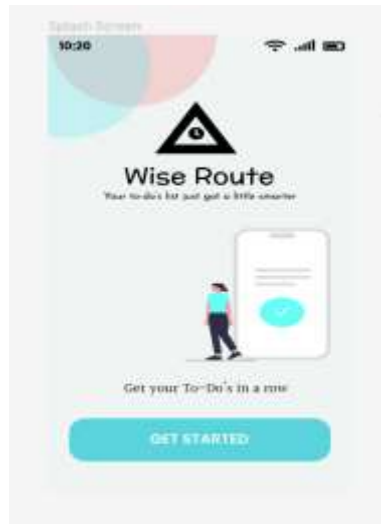 Splash Screen
10:20
Wise Route
Your to-do's list just got a little smarter
Get your To-Do's in a row
GET STARTED